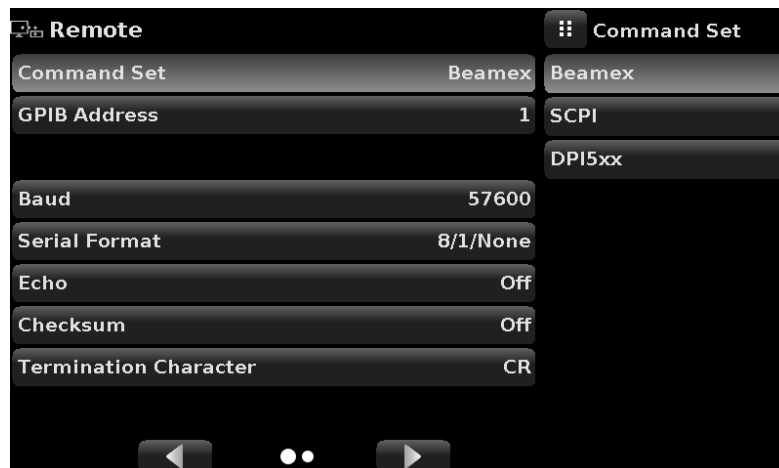 Remote
Command Set
Command Set Beamex
Beamex
GPIB Address 1
SCPI
DPI5xx
Baud 57600
Serial Format 8/1/None
Echo Off
Checksum Off
Termination Character CR